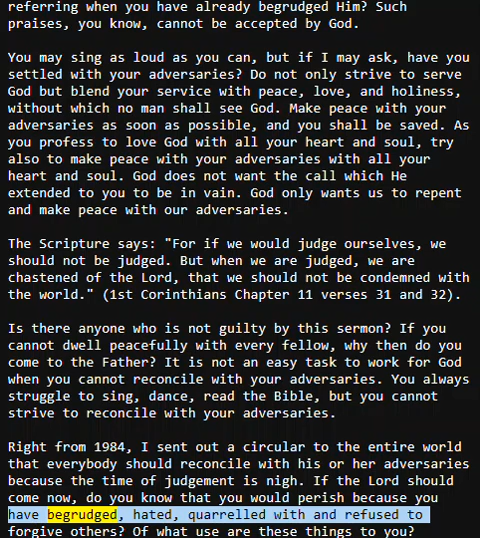 referring when you have already begrudged Him? Such
praises, you know, cannot be accepted by God.
You may sing as loud as you can, but if I may ask, have you
settled with your adversaries? Do not only strive to serve
God but blend your service with peace, love, and holiness,
without which no man shall see God. Make peace with your
adversaries as soon as possible, and you shall be saved. As
you profess to love God with all your heart and soul, try
also to make peace with your adversaries with all your
heart and soul. God does not want the call which He
extended to you to be in vain. God only wants us to repent
and make peace with our adversaries.
The Scripture says: "For if we would judge ourselves, we
should not be judged. But when we are judged, we are
chastened of the Lord, that we should not be condemned with
the world." (1st Corinthians Chapter 11 verses 31 and 32).
Is there anyone who is not guilty by this sermon? If you
cannot dwell peacefully with every fellow, why then do you
come to the Father? It is not an easy task to work for God
when you cannot reconcile with your adversaries. You always
struggle to sing, dance, read the Bible, but you cannot
strive to reconcile with your adversaries.
Right from 1984, I sent out a circular to the entire world
that everybody should reconcile with his or her adversaries
because the time of judgement is nigh. If the Lord should
come now, do you know that you would perish because you
have begrudged, hated, quarrelled with and refused to
forgive others? Of what use are these things to you?